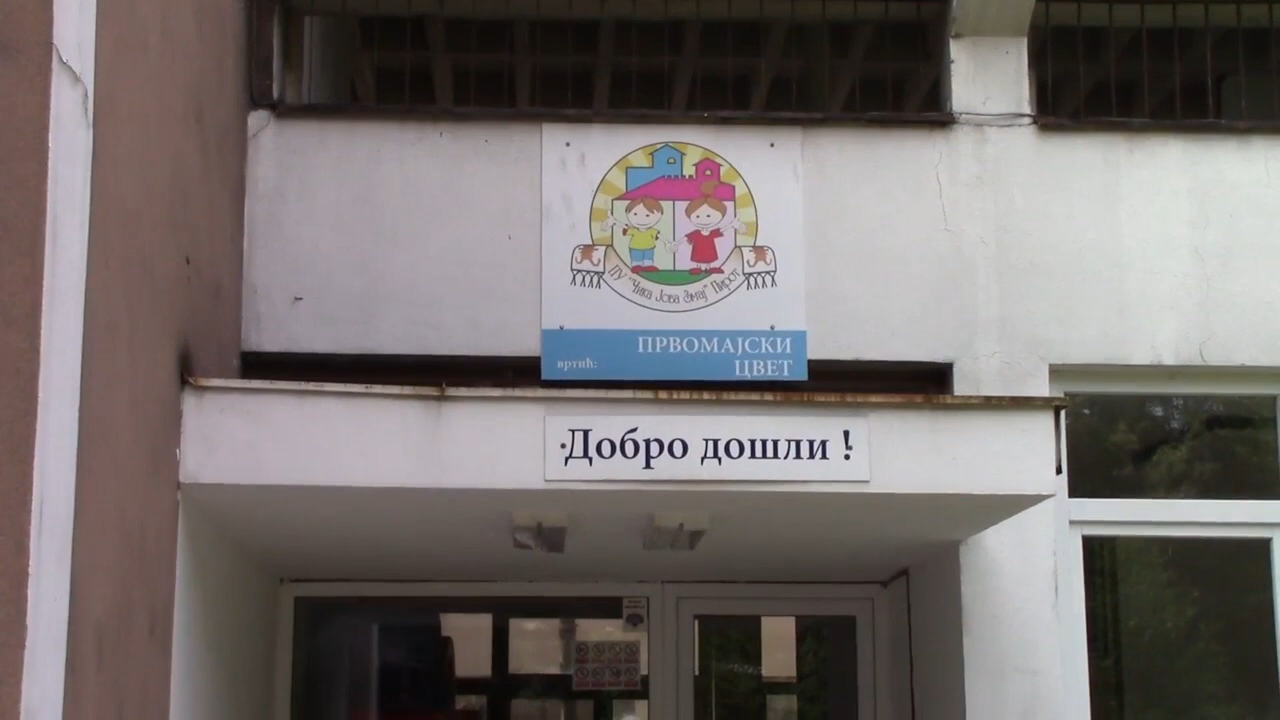 ПУ "Чика Јова Змај" Пирот
вртић:
ПРВОМАЈСКИ
ЦВЕТ
Добро дошли !